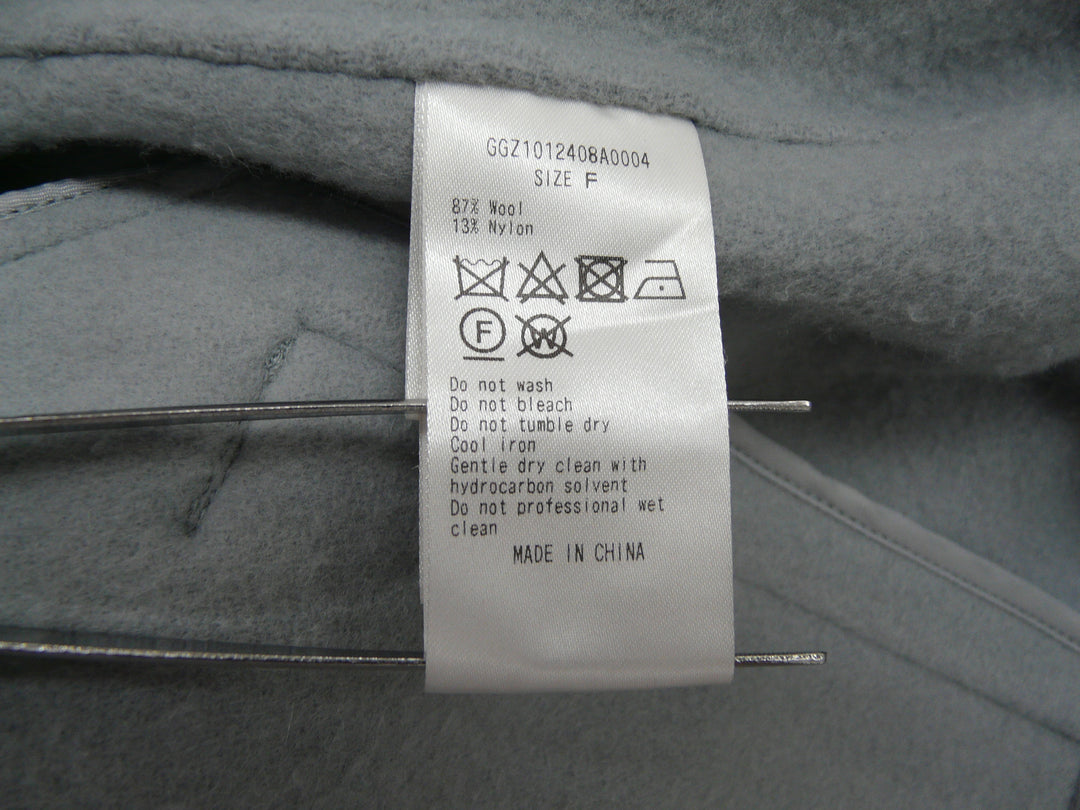 GGZ1012408A0004
SIZE F
87% Wool
13% Nylon
F W
Do not wash
Do not bleach
Do not tumble dry
Cool iron
Gentle dry clean with
hydrocarbon solvent
Do not professional wet
clean
MADE IN CHINA